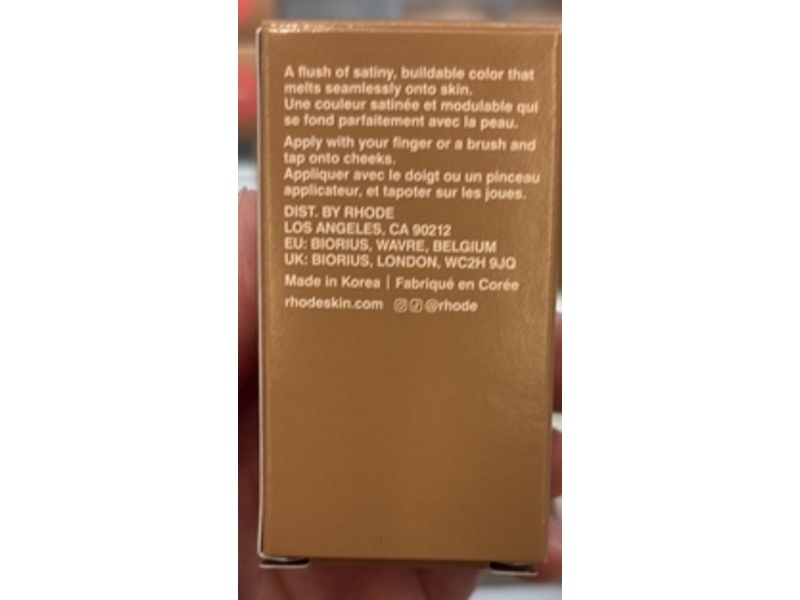 A flush of satiny, buildable color that
melts seamlessly onto skin.
Une couleur satinée et modulable qui
se fond parfaitement avec la peau.
Apply with your finger or a brush and
tap onto cheeks.
Appliquer avec le doigt ou un pinceau
applicateur, et tapoter sur les joues.
DIST. BY RHODE
LOS ANGELES, CA 90212
EU: BIORIUS, WAVRE, BELGIUM
UK: BIORIUS, LONDON, WC2H 9JQ
Made in Korea | Fabriqué en Corée
rhodeskin.com @rhode